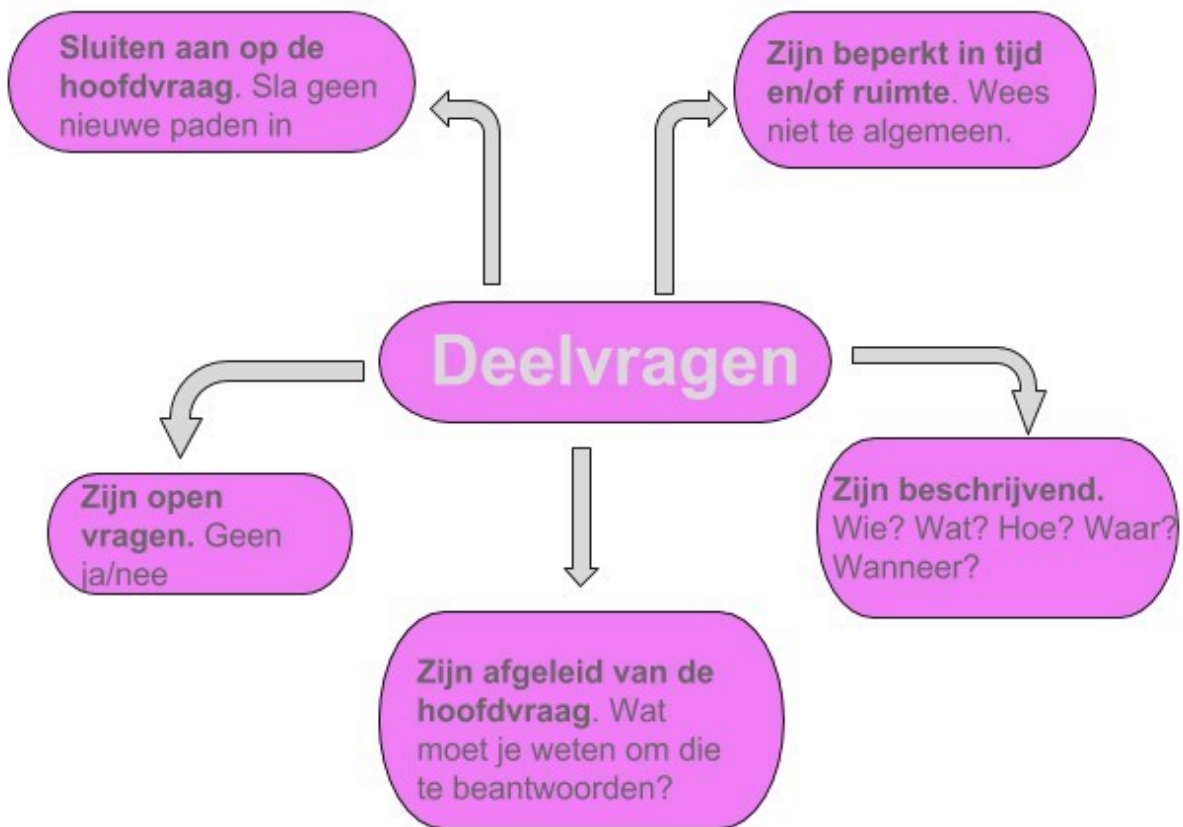 Sluiten aan op de
hoofdvraag. Sla geen
nieuwe paden in
Zijn beperkt in tijd
en/of ruimte. Wees
niet te algemeen.
Deelvragen
Zijn open
vragen. Geen
ja/nee
Zijn beschrijvend.
Wie? Wat? Hoe? Waar?
Wanneer?
Zijn afgeleid van de
hoofdvraag. Wat
moet je weten om die
te beantwoorden?